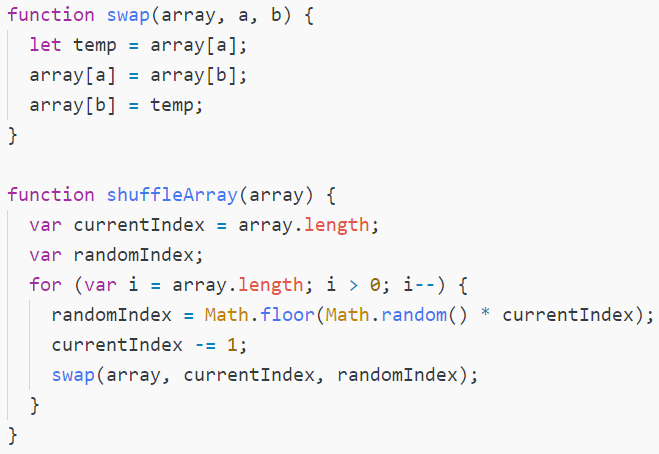 function swap(array, a, b) {
  let temp = array[a];
  array[a] = array[b];
  array[b] = temp;
}

function shuffleArray(array) {
  var currentIndex = array.length;
  var randomIndex;
  for (var i = array.length; i > 0; i--) {
    randomIndex = Math.floor(Math.random() * currentIndex);
    currentIndex -= 1;
    swap(array, currentIndex, randomIndex);
  }
}